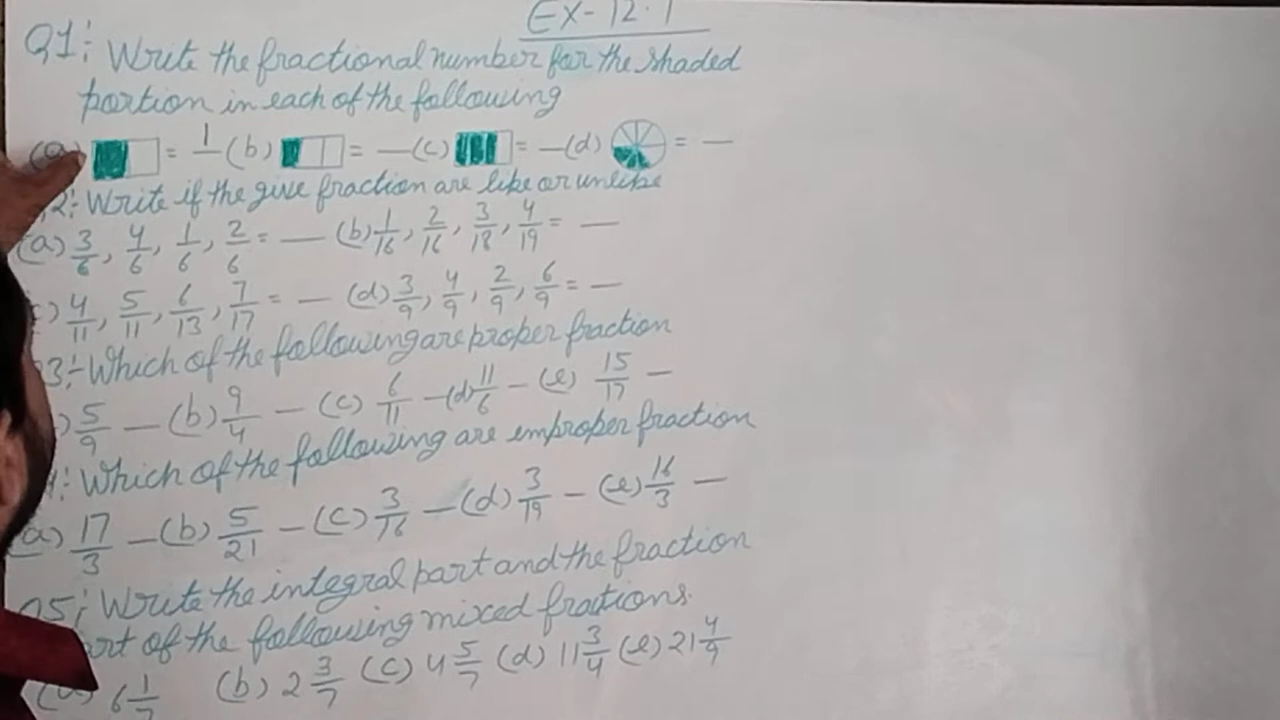 EX-12.1
Q1: Write the fractional number for the shaded
portion in each of the following
(a) = 1/— (b) = — (c) = — (d) = —
2:- Write if the give fraction are like or unlike
(a) 3/6, 4/6, 1/6, 2/6 = — (b) 1/16, 2/16, 3/18, 4/19 = —
) 4/11, 5/11, 6/13, 7/17 = — (d) 3/9, 4/9, 2/9, 6/9 = —
3:- Which of the following are proper fraction
) 5/9 — (b) 9/4 — (c) 6/11 — (d) 11/6 — (e) 15/17 —
: Which of the following are improper fraction
(a) 17/3 — (b) 5/21 — (c) 3/16 — (d) 3/19 — (e) 16/3 —
Q5: Write the integral part and the fraction
art of the following mixed fractions.
(a) 6 1/7 (b) 2 3/7 (c) 4 5/7 (d) 11 3/4 (e) 21 4/9